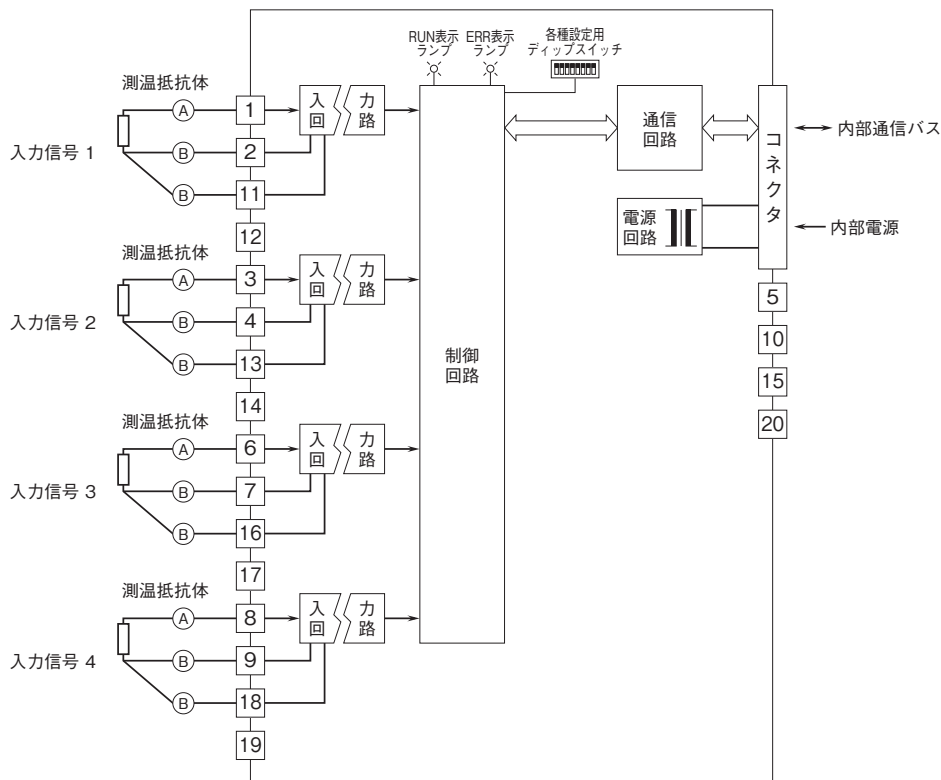 RUN表示
ランプ
ERR表示
ランプ
各種設定用
ディップスイッチ
測温抵抗体
入力信号 1
A
B
B
1
2
11
12
入 力
回 路
測温抵抗体
入力信号 2
A
B
B
3
4
13
14
入 力
回 路
測温抵抗体
入力信号 3
A
B
B
6
7
16
17
入 力
回 路
測温抵抗体
入力信号 4
A
B
B
8
9
18
19
入 力
回 路
制御
回路
通信
回路
電源
回路
コネクタ
内部通信バス
内部電源
5
10
15
20